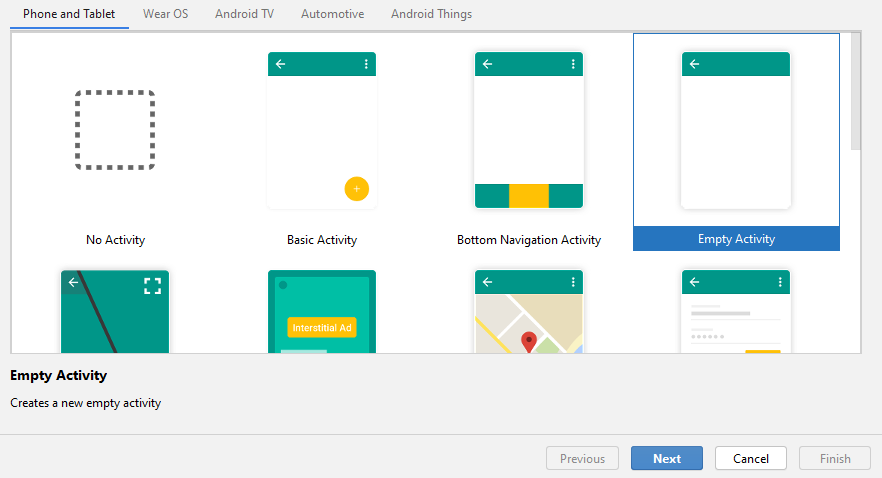 Phone and Tablet
Wear OS
Android TV
Automotive
Android Things
No Activity
Basic Activity
Bottom Navigation Activity
Empty Activity
Interstitial Ad
Empty Activity
Creates a new empty activity
Previous
Next
Cancel
Finish